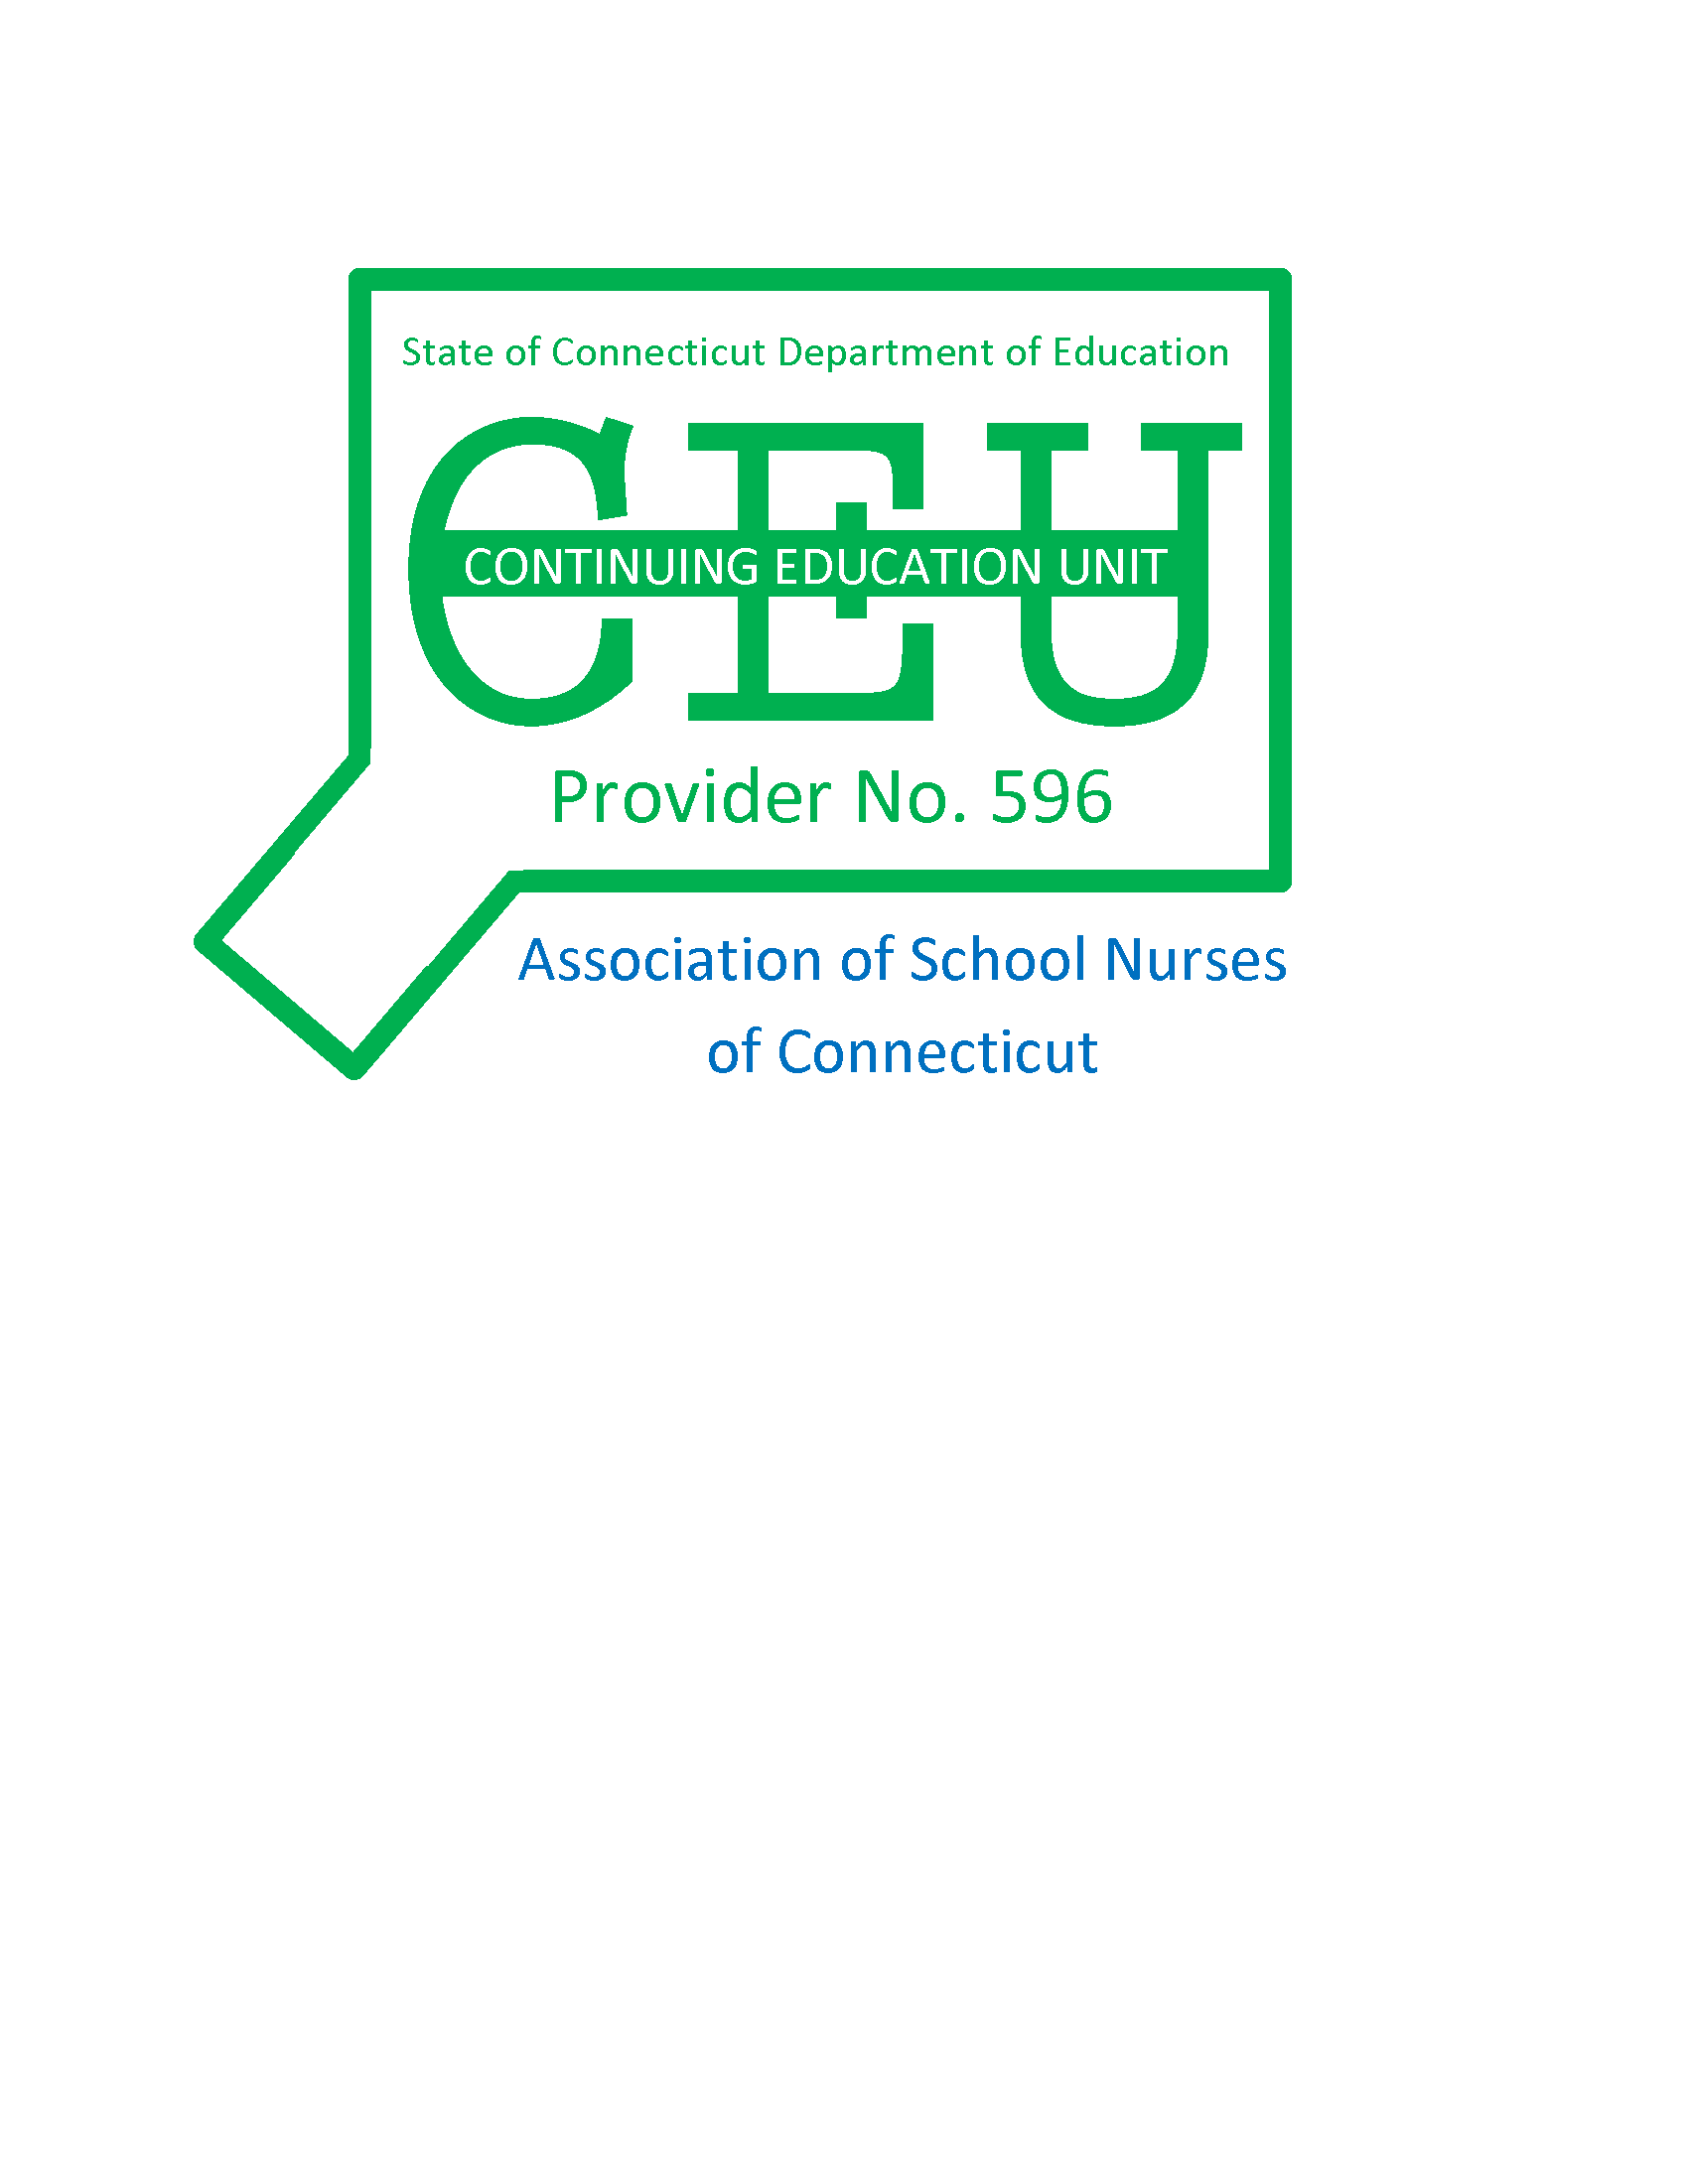 State of Connecticut Department of Education
CEU
CONTINUING EDUCATION UNIT
Provider No. 596
Association of School Nurses
of Connecticut